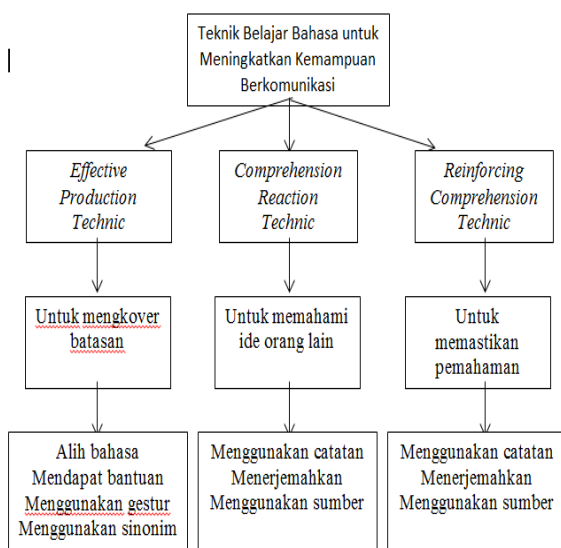 Teknik Belajar Bahasa untuk
Meningkatkan Kemampuan
Berkomunikasi
Effective
Production
Technic
Comprehension
Reaction
Technic
Reinforcing
Comprehension
Technic
Untuk mengkover
batasan
Untuk memahami
ide orang lain
Untuk
memastikan
pemahaman
Alih bahasa
Mendapat bantuan
Menggunakan gestur
Menggunakan sinonim
Menggunakan catatan
Menerjemahkan
Menggunakan sumber
Menggunakan catatan
Menerjemahkan
Menggunakan sumber